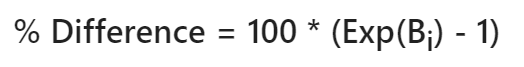 % Difference = 100 * (Exp(Bᵢ) - 1)